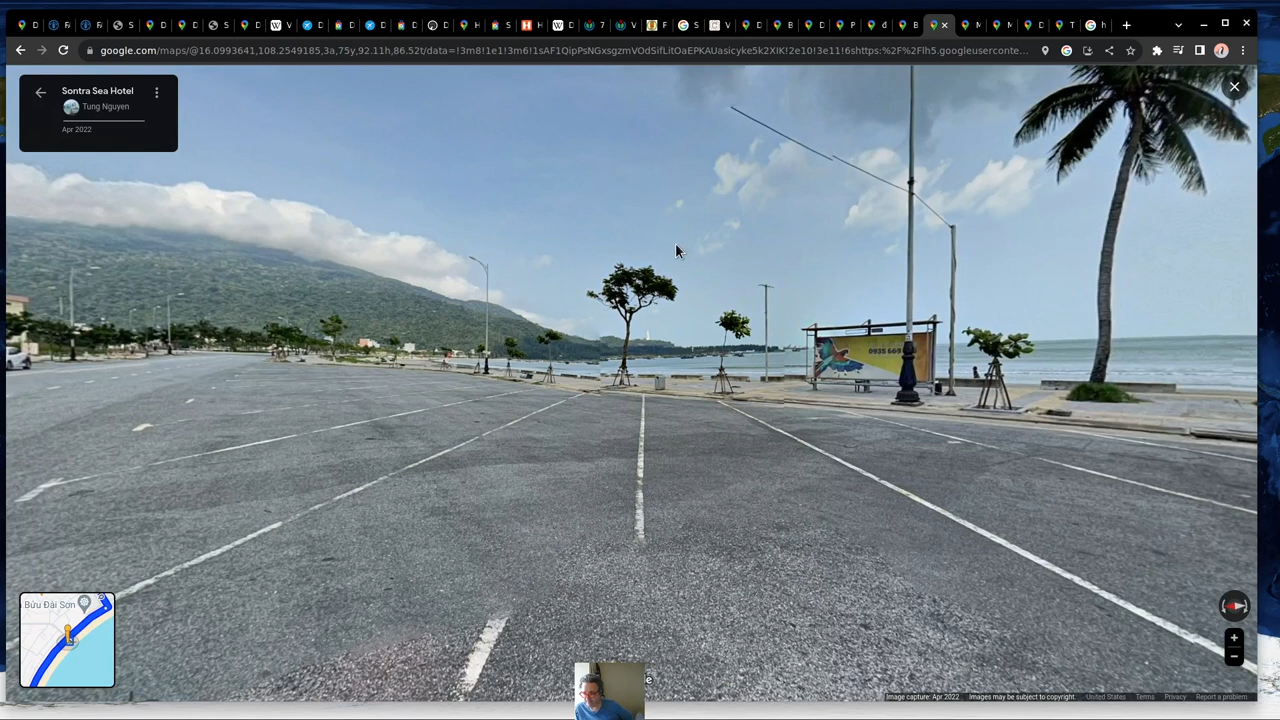 google.com/maps/@16.0993641,108.2549185,3a,75y,92.11h,86.52t/data=!3m8!1e1!3m6!1sAF1QipPsNGxsgzmVOdSifLitOaEPKAUasicyke5k2XIK!2e10!3e11!6shttps:%2F%2Flh5.googleuserconte...
Sontra Sea Hotel
Tung Nguyen
Apr 2022
0935 669
Bửu Đài Sơn
Image capture: Apr 2022
Images may be subject to copyright.
United States
Terms
Privacy
Report a problem